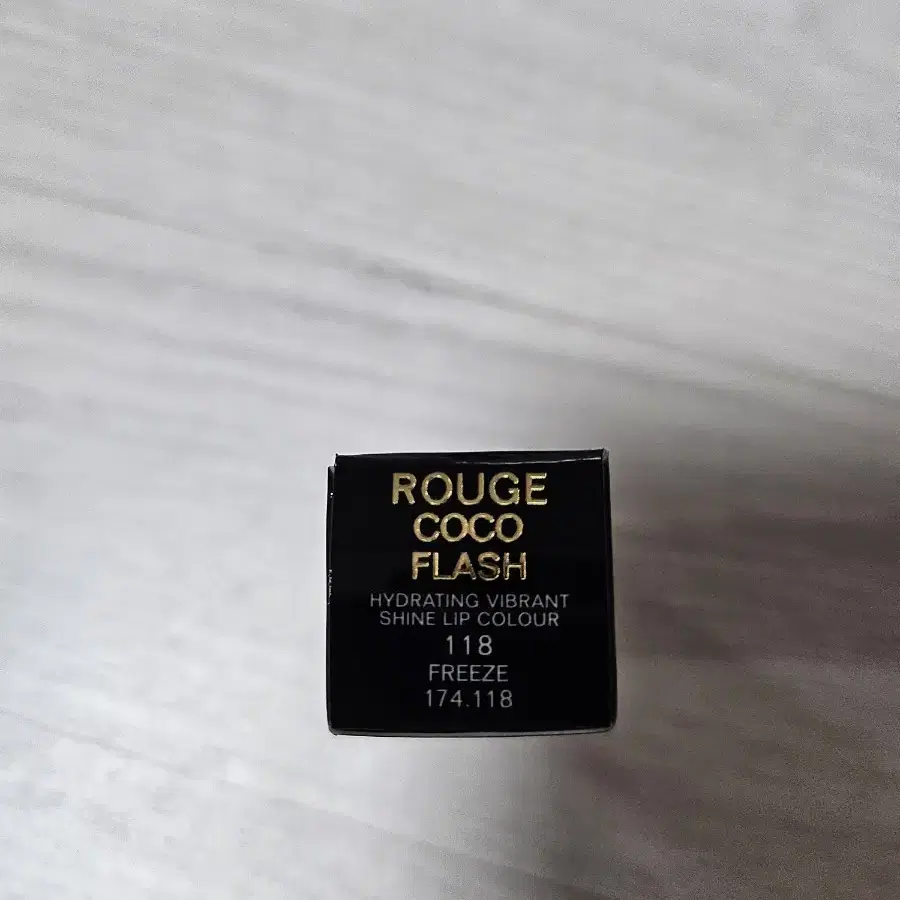 ROUGE
COCO
FLASH
HYDRATING VIBRANT
SHINE LIP COLOUR
118
FREEZE
174.118